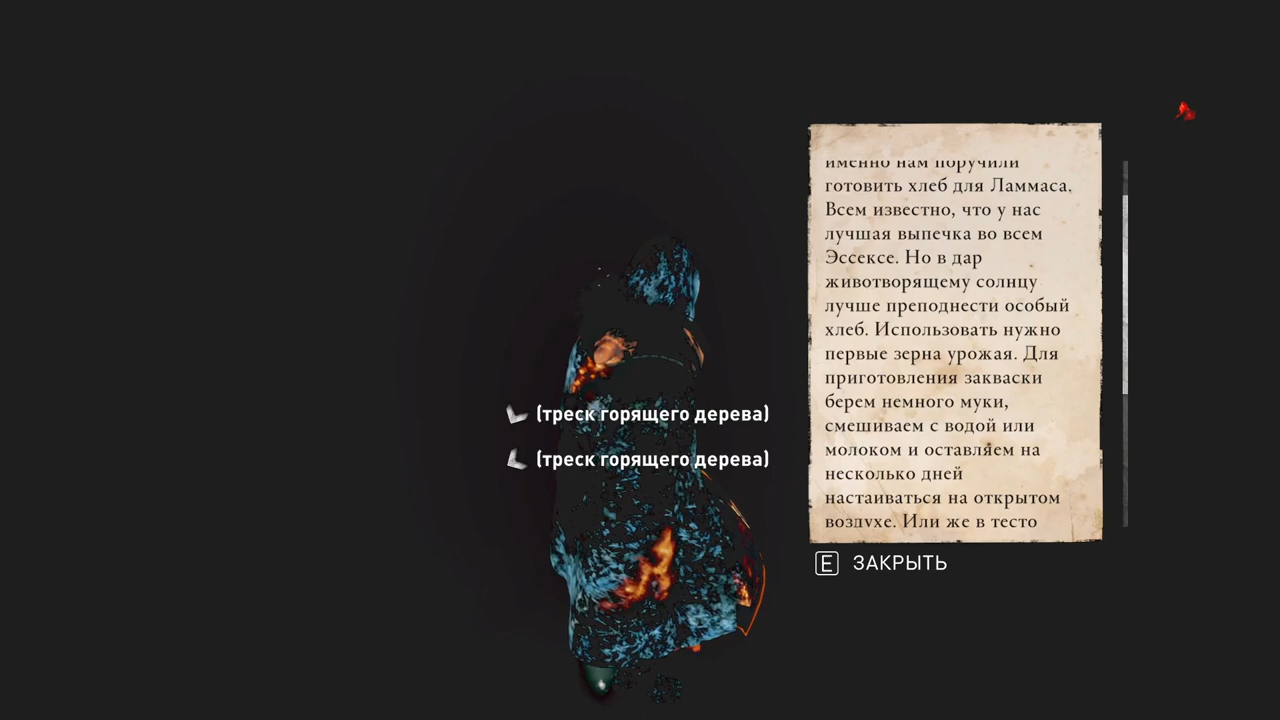 именно нам поручили
готовить хлеб для Ламмаса.
Всем известно, что у нас
лучшая выпечка во всем
Эссексе. Но в дар
животворящему солнцу
лучше преподнести особый
хлеб. Использовать нужно
первые зерна урожая. Для
приготовления закваски
берем немного муки,
смешиваем с водой или
молоком и оставляем на
несколько дней
настаиваться на открытом
воздухе. Или же в тесто
(треск горящего дерева)
(треск горящего дерева)
E ЗАКРЫТЬ